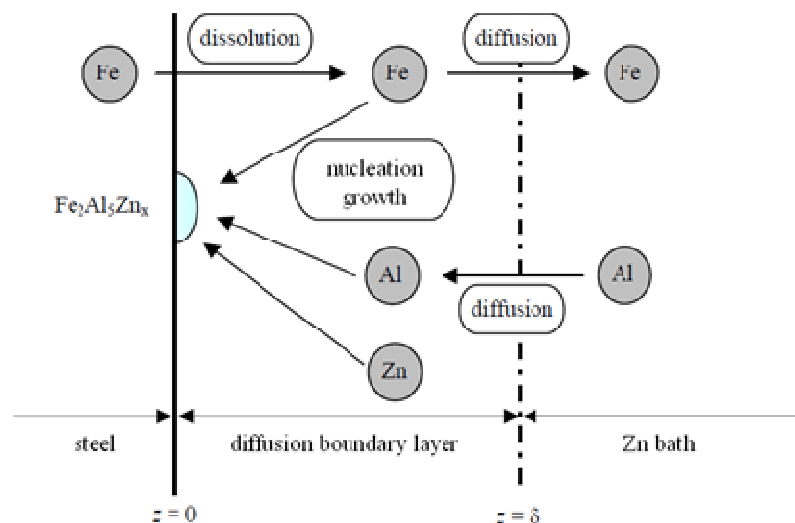 dissolution
diffusion
Fe
Fe
Fe
nucleation
growth
Fe₂Al₅Znₓ
Al
Al
diffusion
Zn
steel
diffusion boundary layer
Zn bath
z = 0
z = δ